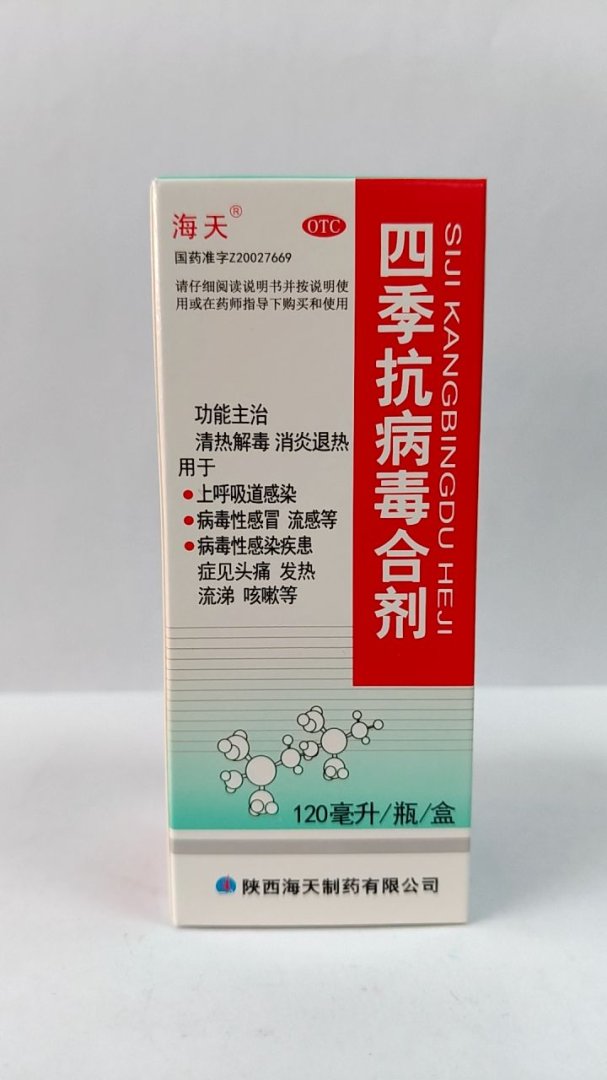 海天®
OTC
国药准字Z20027669
请仔细阅读说明书并按说明使
用或在药师指导下购买和使用
四季抗病毒合剂
SIJI KANGBINGDU HEJI
功能主治
清热解毒 消炎退热
用于
●上呼吸道感染
●病毒性感冒 流感等
●病毒性感染疾患
症见头痛 发热
流涕 咳嗽等
120毫升/瓶/盒
陕西海天制药有限公司